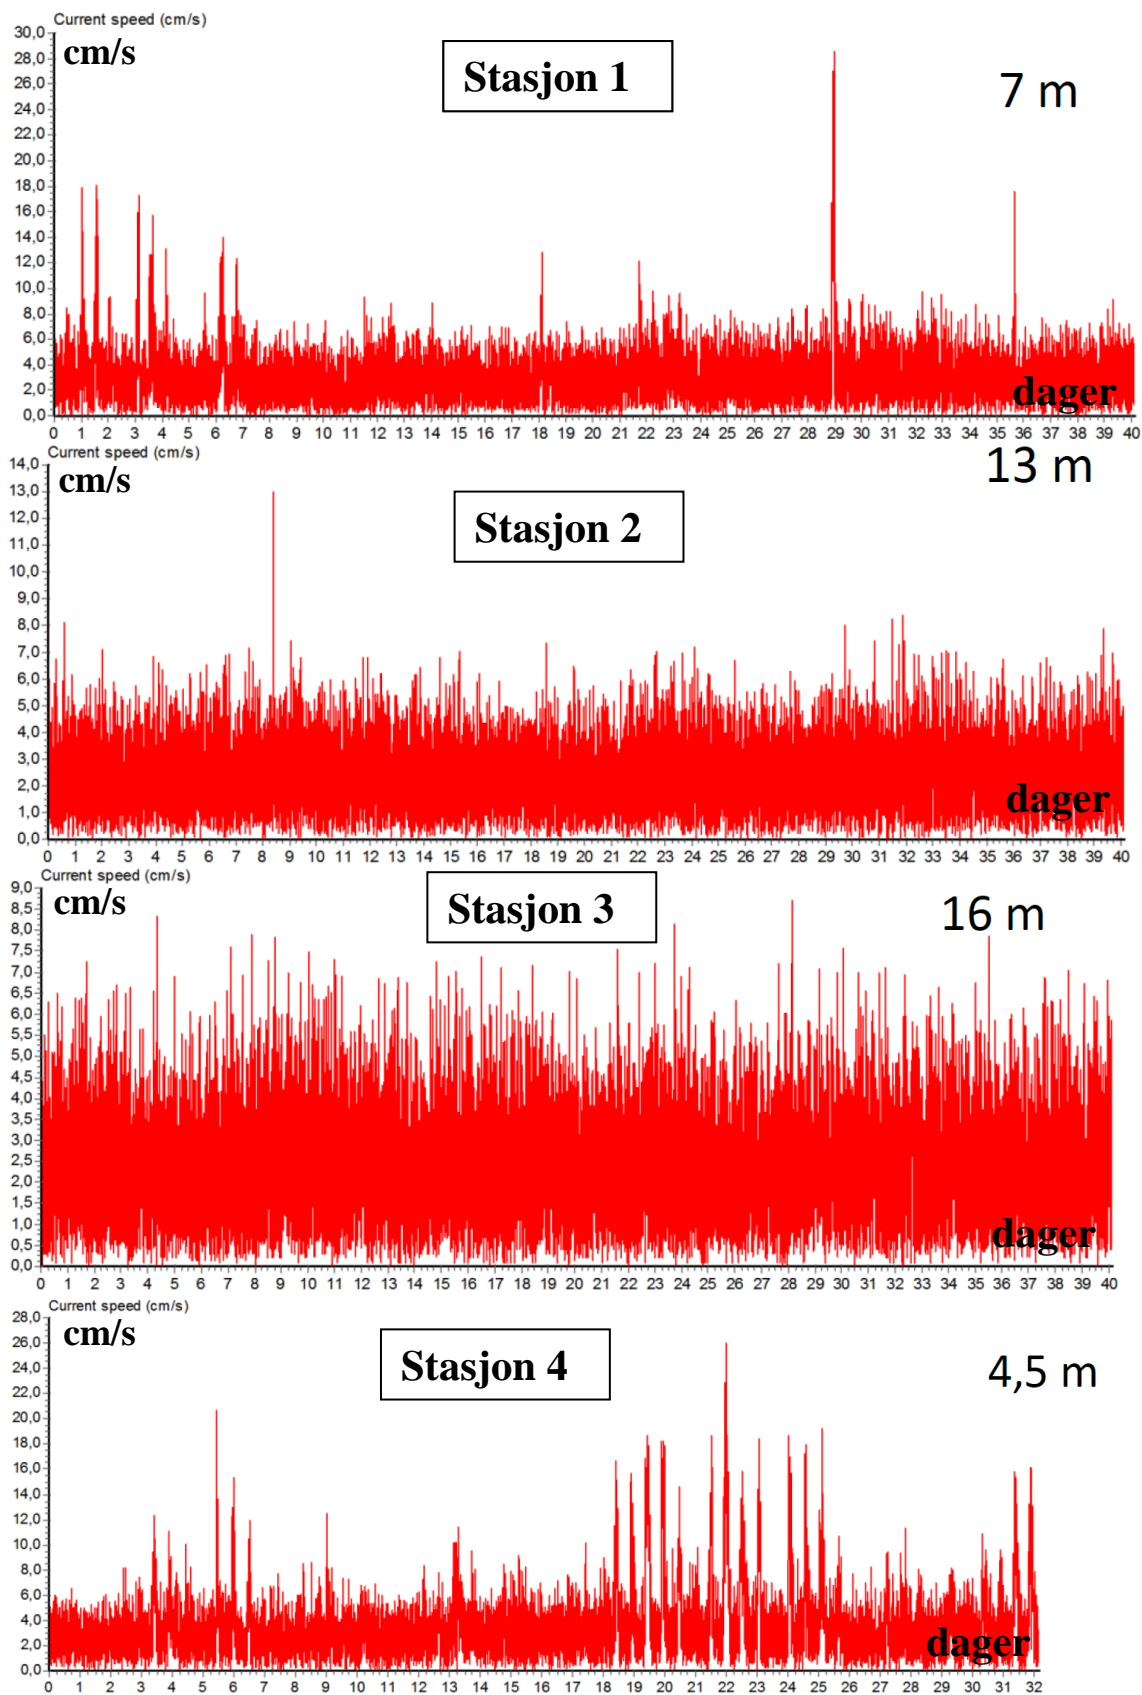 Current speed (cm/s)
30,0
cm/s
Stasjon 1
7 m
28,0
26,0
24,0
22,0
20,0
18,0
16,0
14,0
12,0
10,0
8,0
6,0
4,0
2,0
0,0
dager
0 1 2 3 4 5 6 7 8 9 10 11 12 13 14 15 16 17 18 19 20 21 22 23 24 25 26 27 28 29 30 31 32 33 34 35 36 37 38 39 40
Current speed (cm/s)
14,0
cm/s
Stasjon 2
13 m
13,0
12,0
11,0
10,0
9,0
8,0
7,0
6,0
5,0
4,0
3,0
2,0
1,0
0,0
dager
0 1 2 3 4 5 6 7 8 9 10 11 12 13 14 15 16 17 18 19 20 21 22 23 24 25 26 27 28 29 30 31 32 33 34 35 36 37 38 39 40
Current speed (cm/s)
9,0
cm/s
Stasjon 3
16 m
8,5
8,0
7,5
7,0
6,5
6,0
5,5
5,0
4,5
4,0
3,5
3,0
2,5
2,0
1,5
1,0
0,5
0,0
dager
0 1 2 3 4 5 6 7 8 9 10 11 12 13 14 15 16 17 18 19 20 21 22 23 24 25 26 27 28 29 30 31 32 33 34 35 36 37 38 39 40
Current speed (cm/s)
28,0
cm/s
Stasjon 4
4,5 m
26,0
24,0
22,0
20,0
18,0
16,0
14,0
12,0
10,0
8,0
6,0
4,0
2,0
0,0
dager
0 1 2 3 4 5 6 7 8 9 10 11 12 13 14 15 16 17 18 19 20 21 22 23 24 25 26 27 28 29 30 31 32